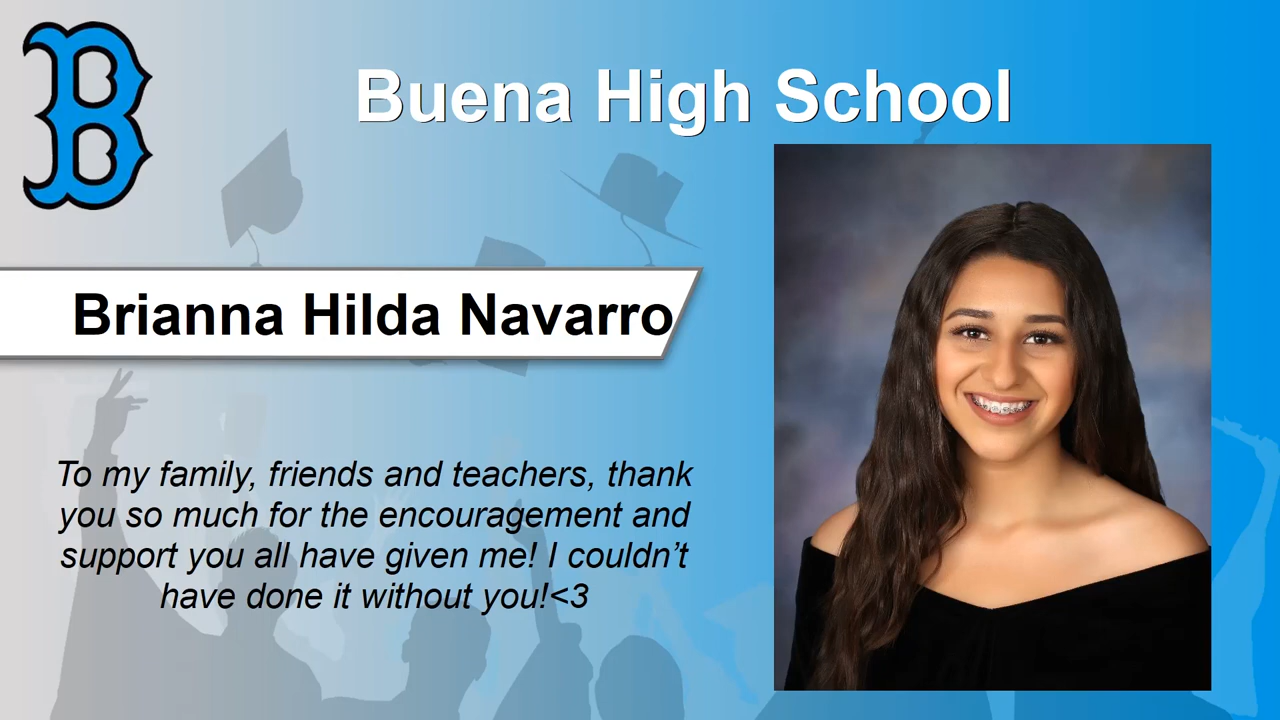 B
Buena High School
Brianna Hilda Navarro
To my family, friends and teachers, thank
you so much for the encouragement and
support you all have given me! I couldn’t
have done it without you!<3